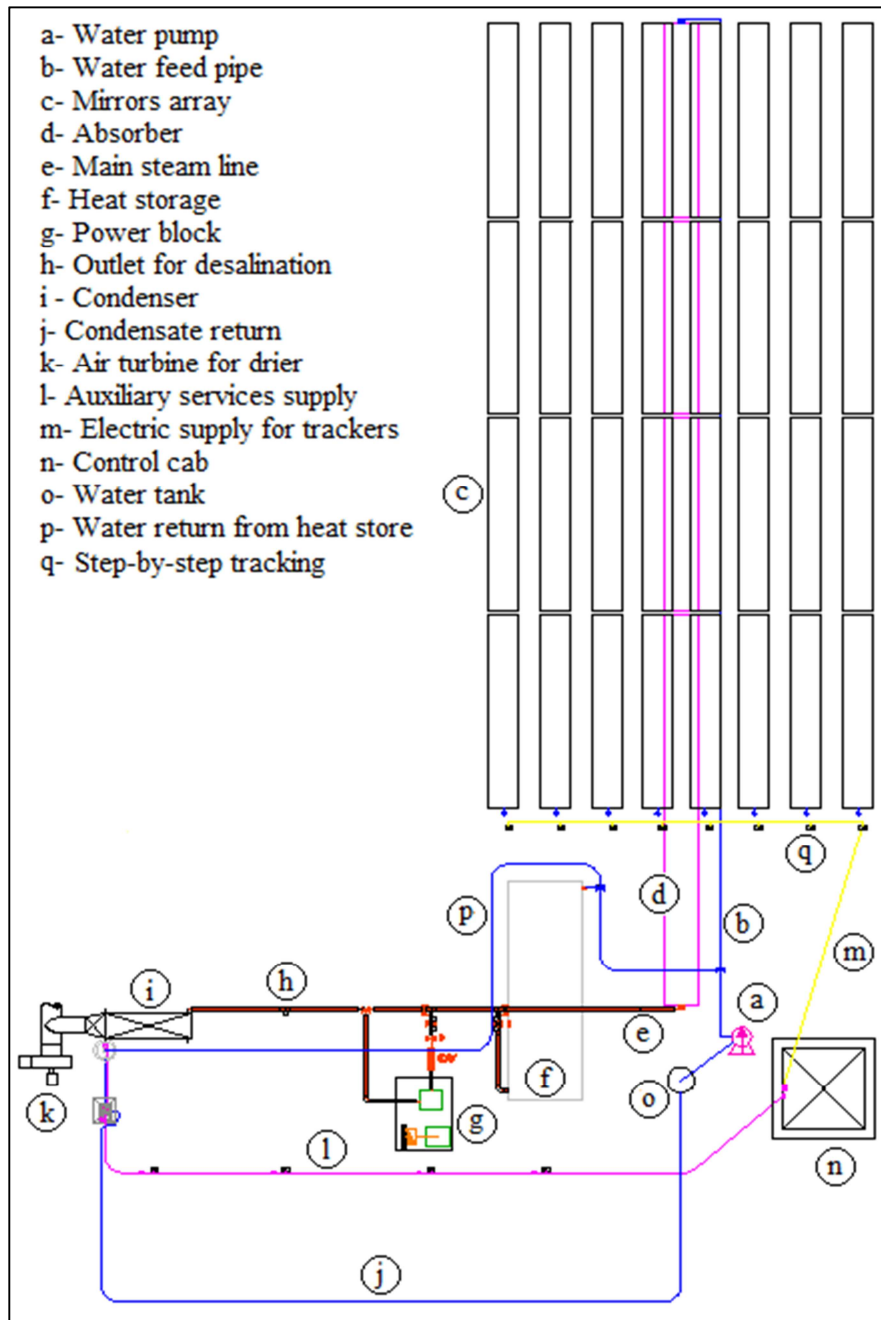 a- Water pump
b- Water feed pipe
c- Mirrors array
d- Absorber
e- Main steam line
f- Heat storage
g- Power block
h- Outlet for desalination
i - Condenser
j- Condensate return
k- Air turbine for drier
l- Auxiliary services supply
m- Electric supply for trackers
n- Control cab
o- Water tank
p- Water return from heat store
q- Step-by-step tracking
c
q
d
p
b
m
i
h
e
a
f
k
g
o
l
n
j